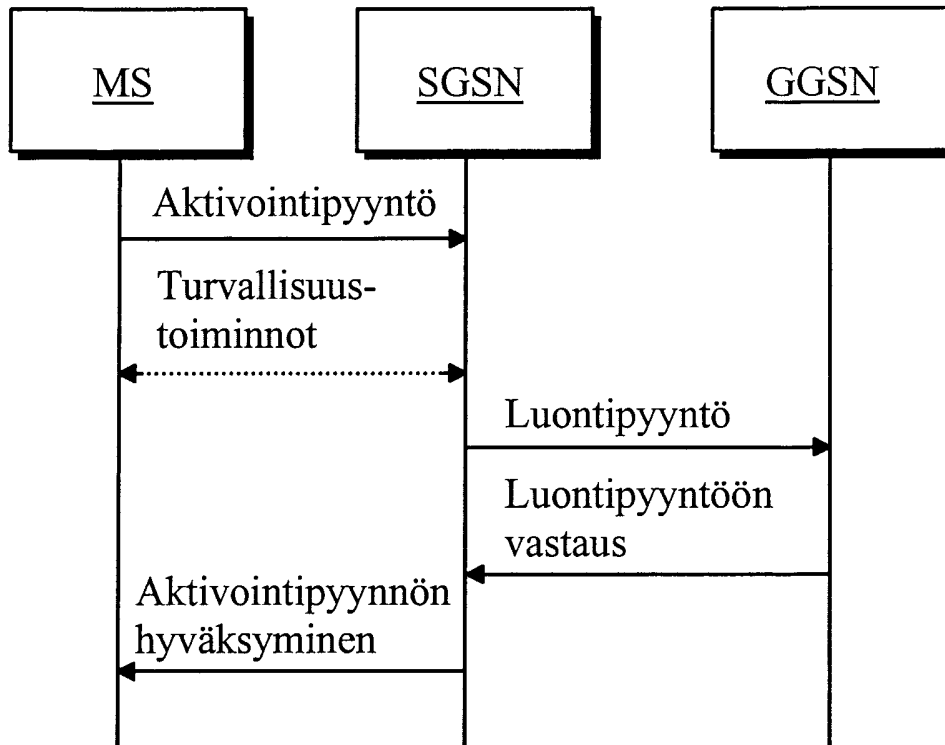 MS
SGSN
GGSN
Aktivointipyyntö
Turvallisuus-
toiminnot
Luontipyyntö
Luontipyyntöön
vastaus
Aktivointipyynnön
hyväksyminen